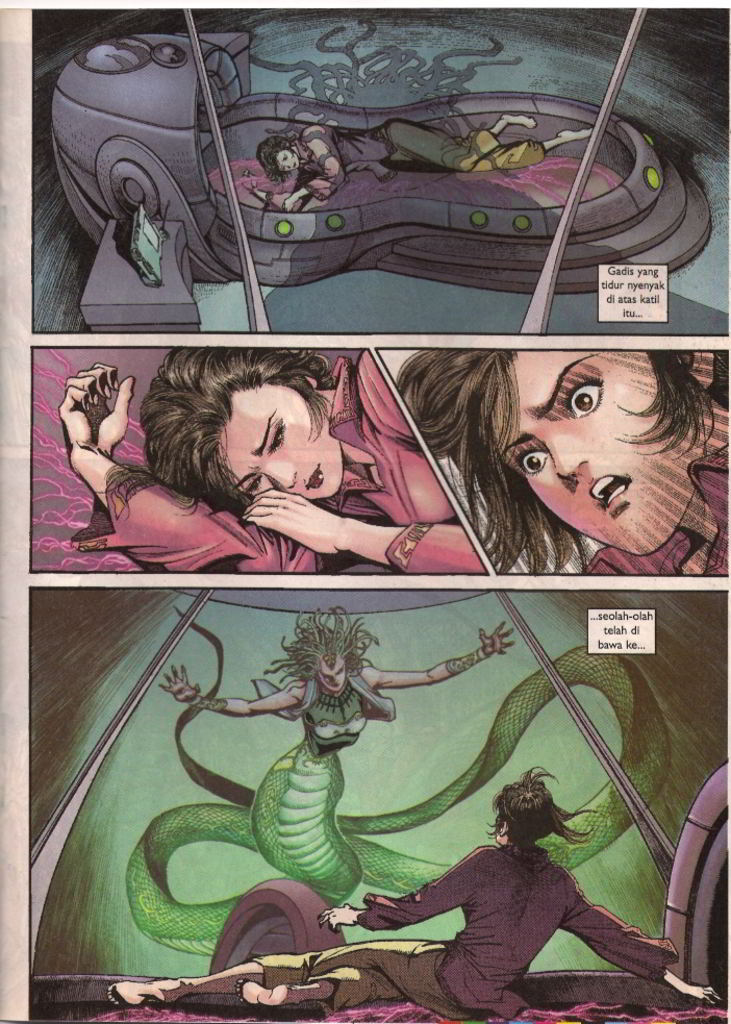 Gadis yang
tidur nyenyak
di atas katil
itu...
...seolah-olah
telah di
bawa ke...